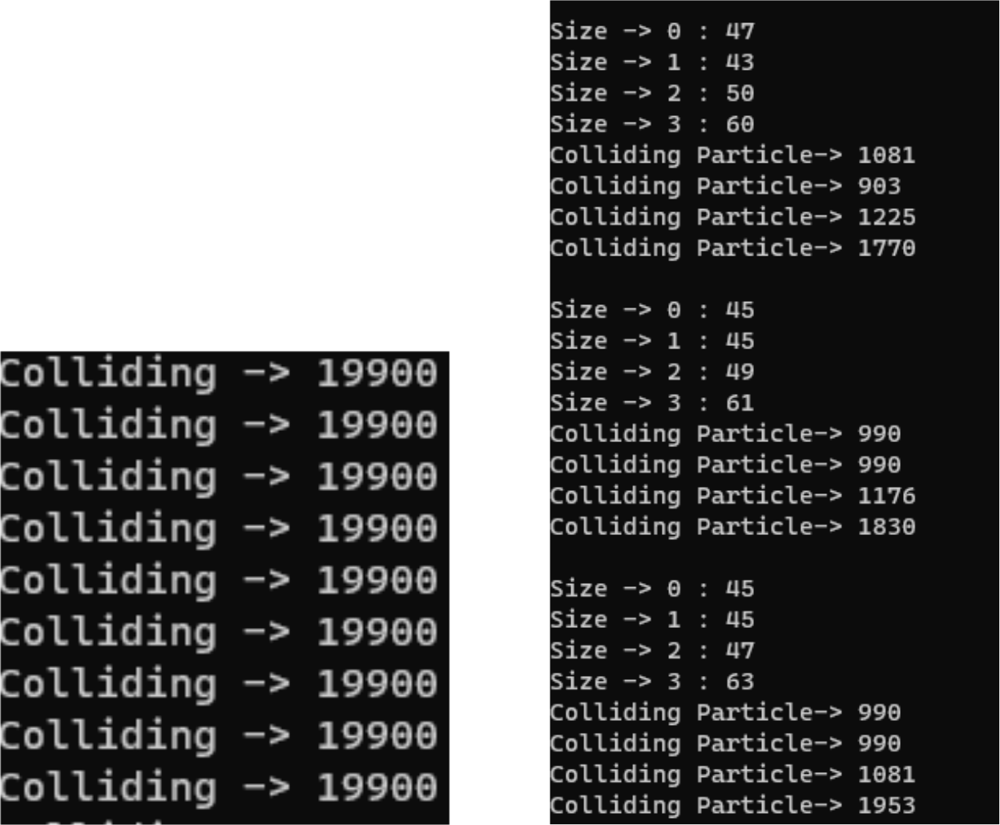 Colliding -> 19900
Colliding -> 19900
Colliding -> 19900
Colliding -> 19900
Colliding -> 19900
Colliding -> 19900
Colliding -> 19900
Colliding -> 19900
Colliding -> 19900
Size -> 0 : 47
Size -> 1 : 43
Size -> 2 : 50
Size -> 3 : 60
Colliding Particle-> 1081
Colliding Particle-> 903
Colliding Particle-> 1225
Colliding Particle-> 1770
Size -> 0 : 45
Size -> 1 : 45
Size -> 2 : 49
Size -> 3 : 61
Colliding Particle-> 990
Colliding Particle-> 990
Colliding Particle-> 1176
Colliding Particle-> 1830
Size -> 0 : 45
Size -> 1 : 45
Size -> 2 : 47
Size -> 3 : 63
Colliding Particle-> 990
Colliding Particle-> 990
Colliding Particle-> 1081
Colliding Particle-> 1953